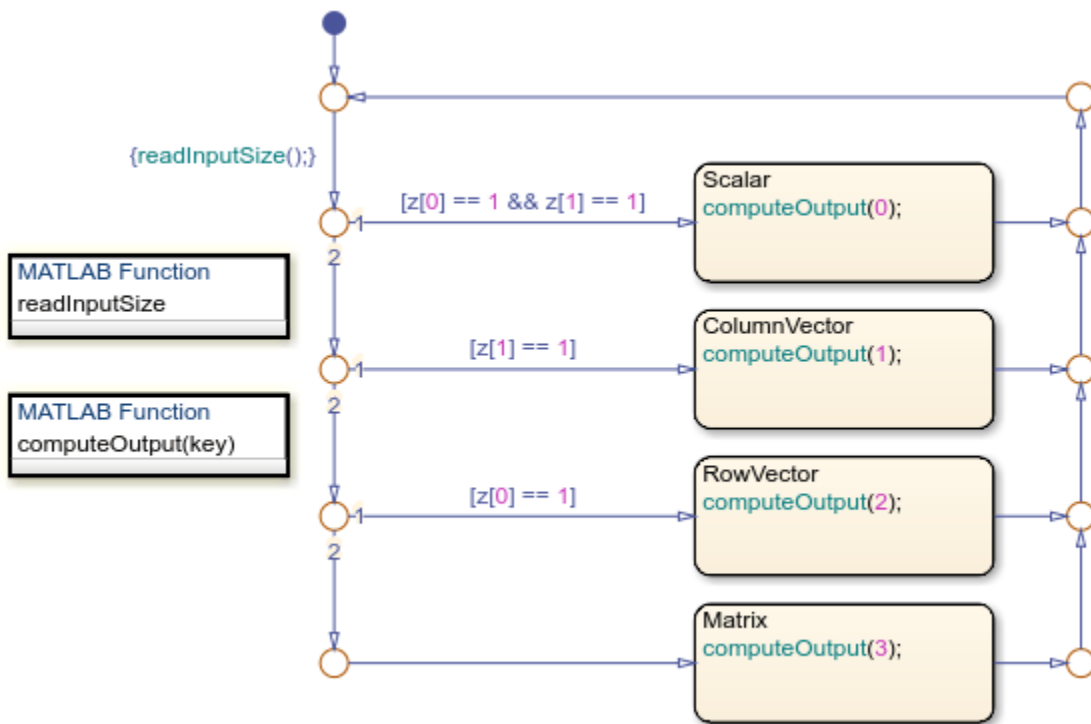 {readInputSize();}
[z[0] == 1 && z[1] == 1]
Scalar
computeOutput(0);
1
2
MATLAB Function
readInputSize
[z[1] == 1]
ColumnVector
computeOutput(1);
1
2
MATLAB Function
computeOutput(key)
[z[0] == 1]
RowVector
computeOutput(2);
1
2
Matrix
computeOutput(3);